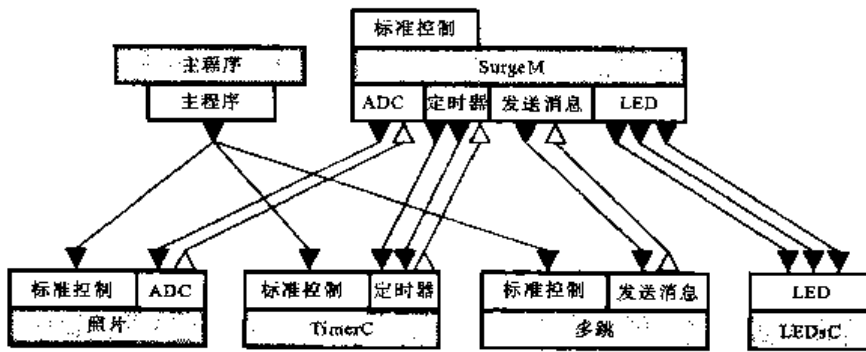 标准控制
主程序
SurgeM
主程序
ADC 定时器 发送消息 LED
标准控制 ADC
标准控制 定时器
标准控制 发送消息
LED
照片
TimerC
多跳
LEDsC